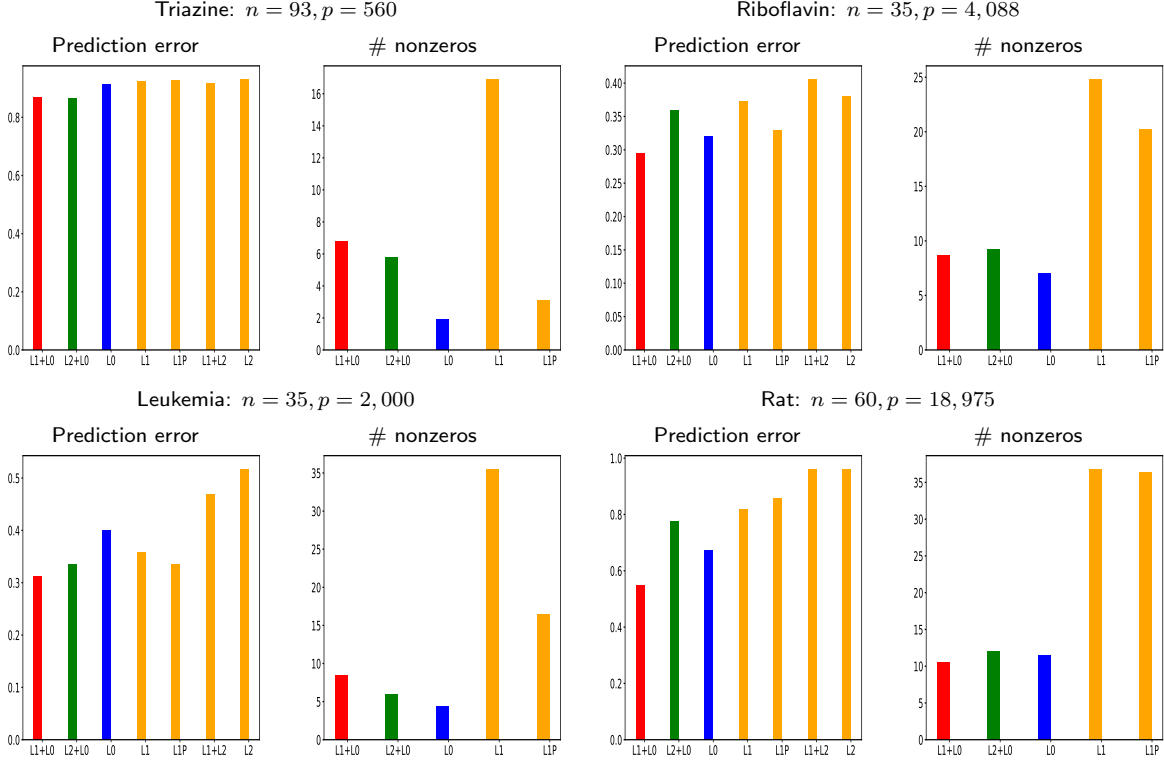 Triazine: n = 93, p = 560
Prediction error
# nonzeros
0.8
0.6
0.4
0.2
0.0
L1+L0 L2+L0 L0 L1 L1P L1+L2 L2
16
14
12
10
8
6
4
2
0
L1+L0 L2+L0 L0 L1 L1P
Riboflavin: n = 35, p = 4,088
Prediction error
# nonzeros
0.40
0.35
0.30
0.25
0.20
0.15
0.10
0.05
0.00
L1+L0 L2+L0 L0 L1 L1P L1+L2 L2
25
20
15
10
5
0
L1+L0 L2+L0 L0 L1 L1P
Leukemia: n = 35, p = 2,000
Prediction error
# nonzeros
0.5
0.4
0.3
0.2
0.1
0.0
L1+L0 L2+L0 L0 L1 L1P L1+L2 L2
35
30
25
20
15
10
5
0
L1+L0 L2+L0 L0 L1 L1P
Rat: n = 60, p = 18,975
Prediction error
# nonzeros
1.0
0.8
0.6
0.4
0.2
0.0
L1+L0 L2+L0 L0 L1 L1P L1+L2 L2
35
30
25
20
15
10
5
0
L1+L0 L2+L0 L0 L1 L1P